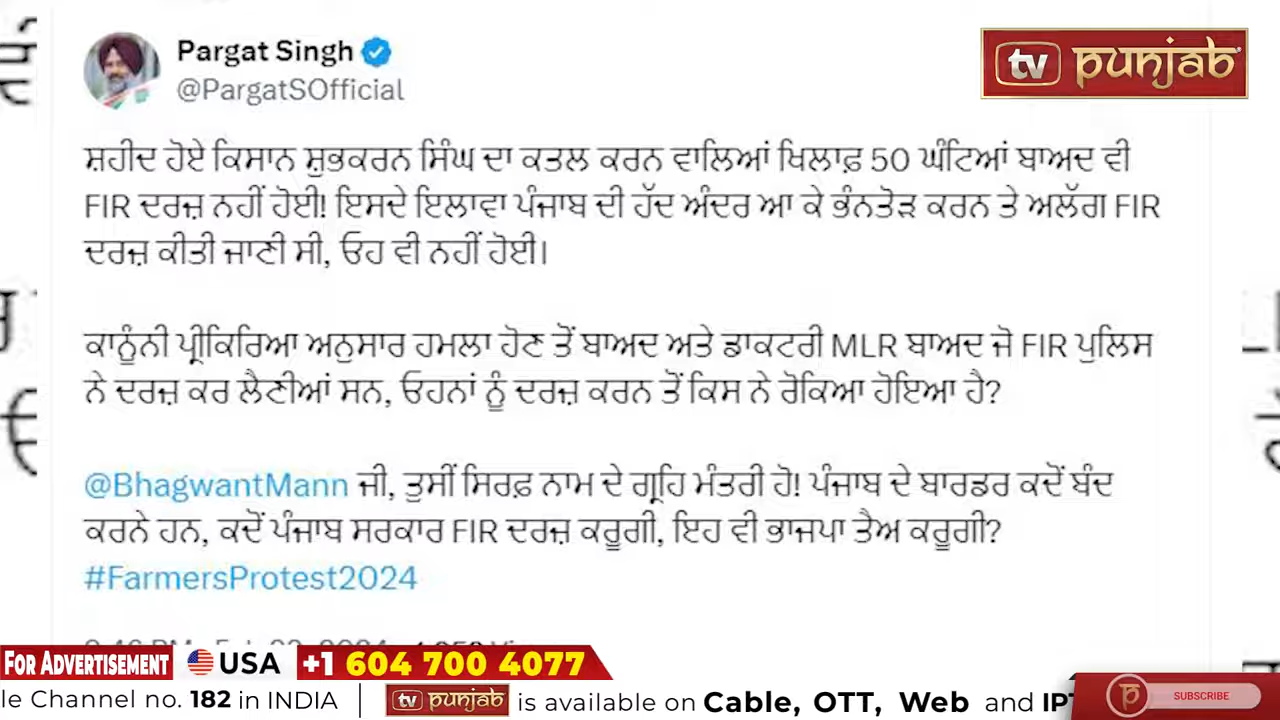 Pargat Singh
tv punjab
@PargatSOfficial
ਸ਼ਹੀਦ ਹੋਏ ਕਿਸਾਨ ਸ਼ੁਭਕਰਨ ਸਿੰਘ ਦਾ ਕਤਲ ਕਰਨ ਵਾਲਿਆਂ ਖਿਲਾਫ਼ 50 ਘੰਟਿਆਂ ਬਾਅਦ ਵੀ
FIR ਦਰਜ਼ ਨਹੀਂ ਹੋਈ! ਇਸਦੇ ਇਲਾਵਾ ਪੰਜਾਬ ਦੀ ਹੱਦ ਅੰਦਰ ਆ ਕੇ ਭੰਨਤੋੜ ਕਰਨ ਤੇ ਅਲੱਗ FIR
ਦਰਜ਼ ਕੀਤੀ ਜਾਣੀ ਸੀ, ਓਹ ਵੀ ਨਹੀਂ ਹੋਈ।
ਕਾਨੂੰਨੀ ਪ੍ਰੀਕਿਰਿਆ ਅਨੁਸਾਰ ਹਮਲਾ ਹੋਣ ਤੋਂ ਬਾਅਦ ਅਤੇ ਡਾਕਟਰੀ MLR ਬਾਅਦ ਜੋ FIR ਪੁਲਿਸ
ਨੇ ਦਰਜ਼ ਕਰ ਲੈਣੀਆਂ ਸਨ, ਓਹਨਾਂ ਨੂੰ ਦਰਜ਼ ਕਰਨ ਤੋਂ ਕਿਸ ਨੇ ਰੋਕਿਆ ਹੋਇਆ ਹੈ?
@BhagwantMann ਜੀ, ਤੁਸੀਂ ਸਿਰਫ਼ ਨਾਮ ਦੇ ਗ੍ਰਹਿ ਮੰਤਰੀ ਹੋ! ਪੰਜਾਬ ਦੇ ਬਾਰਡਰ ਕਦੋਂ ਬੰਦ
ਕਰਨੇ ਹਨ, ਕਦੋਂ ਪੰਜਾਬ ਸਰਕਾਰ FIR ਦਰਜ਼ ਕਰੂਗੀ, ਇਹ ਵੀ ਭਾਜਪਾ ਤੈਅ ਕਰੂਗੀ?
#FarmersProtest2024
FOR ADVERTISEMENT USA +1 604 700 4077
le Channel no. 182 in INDIA | tv punjab is available on Cable, OTT, Web and
SUBSCRIBE